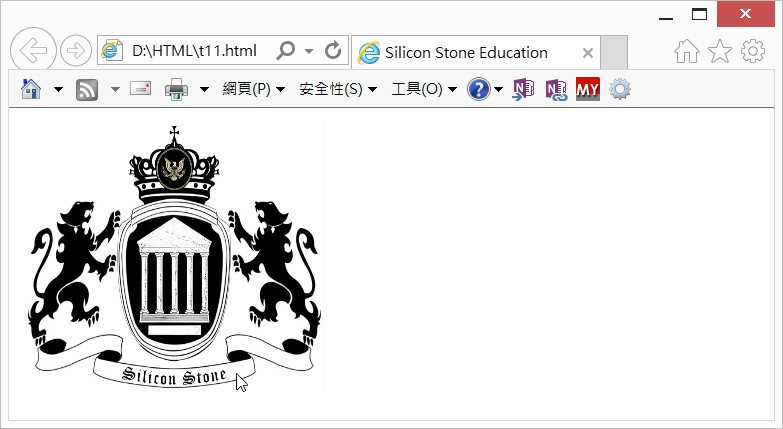 D:\HTML\t11.html
Silicon Stone Education
網頁(P)
安全性(S)
工具(O)
?
N
N
MY
Silicon Stone